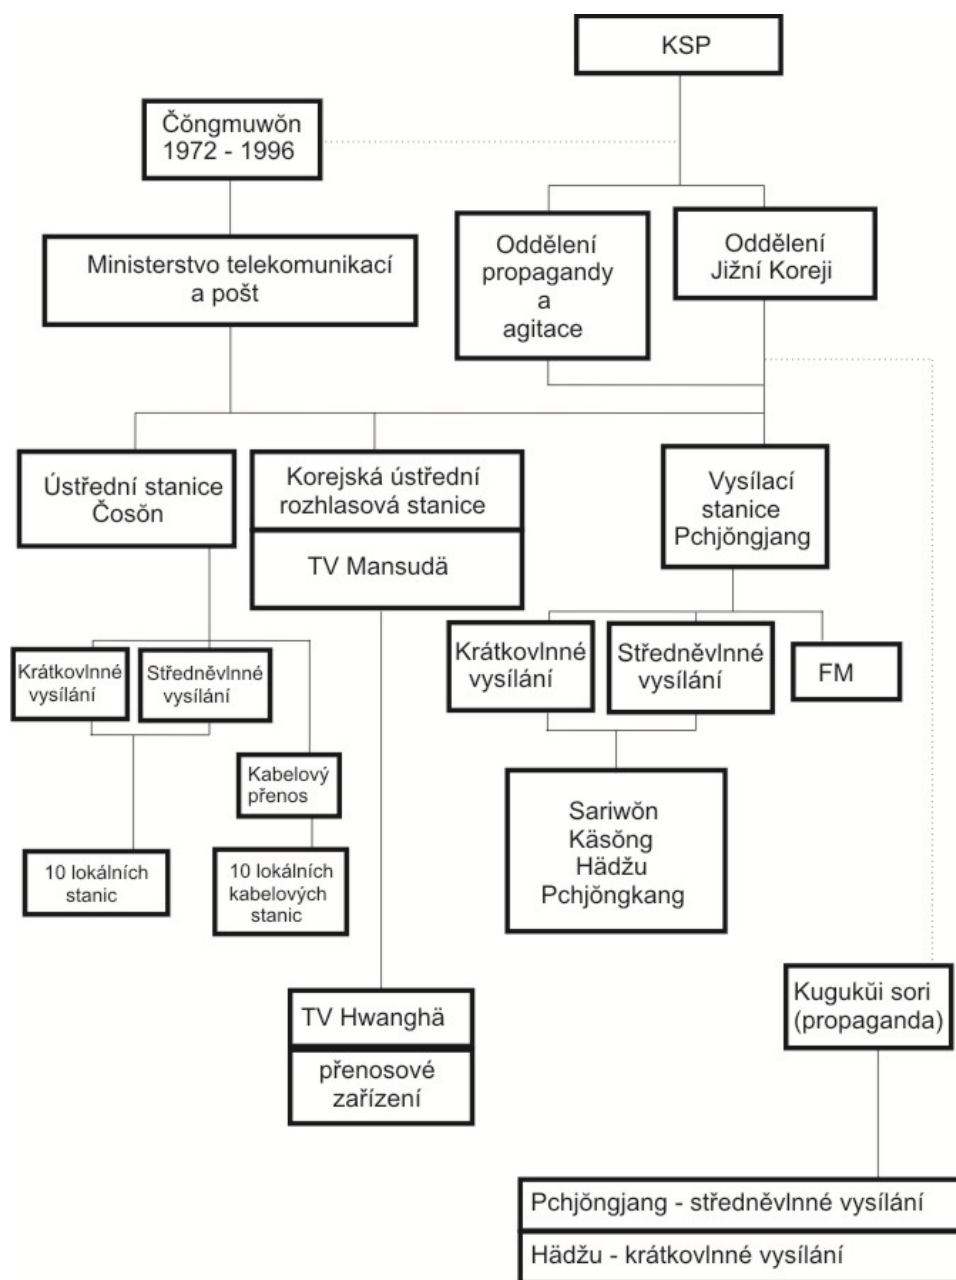 KSP
Čŏngmuwŏn
1972 - 1996
Ministerstvo telekomunikací
a pošt
Oddělení
propagandy
a
agitace
Oddělení
Jižní Koreji
Ústřední stanice
Čosŏn
Korejská ústřední
rozhlasová stanice
TV Mansudä
Vysílací
stanice
Pchjŏngjang
Krátkovlnné
vysílání
Středněvlnné
vysílání
Kabelový
přenos
10 lokálních
stanic
10 lokálních
kabelových
stanic
Krátkovlnné
vysílání
Středněvlnné
vysílání
FM
Sariwŏn
Käsŏng
Hädžu
Pchjŏngkang
TV Hwanghä
přenosové
zařízení
Kugukŭi sori
(propaganda)
Pchjŏngjang - středněvlnné vysílání
Hädžu - krátkovlnné vysílání